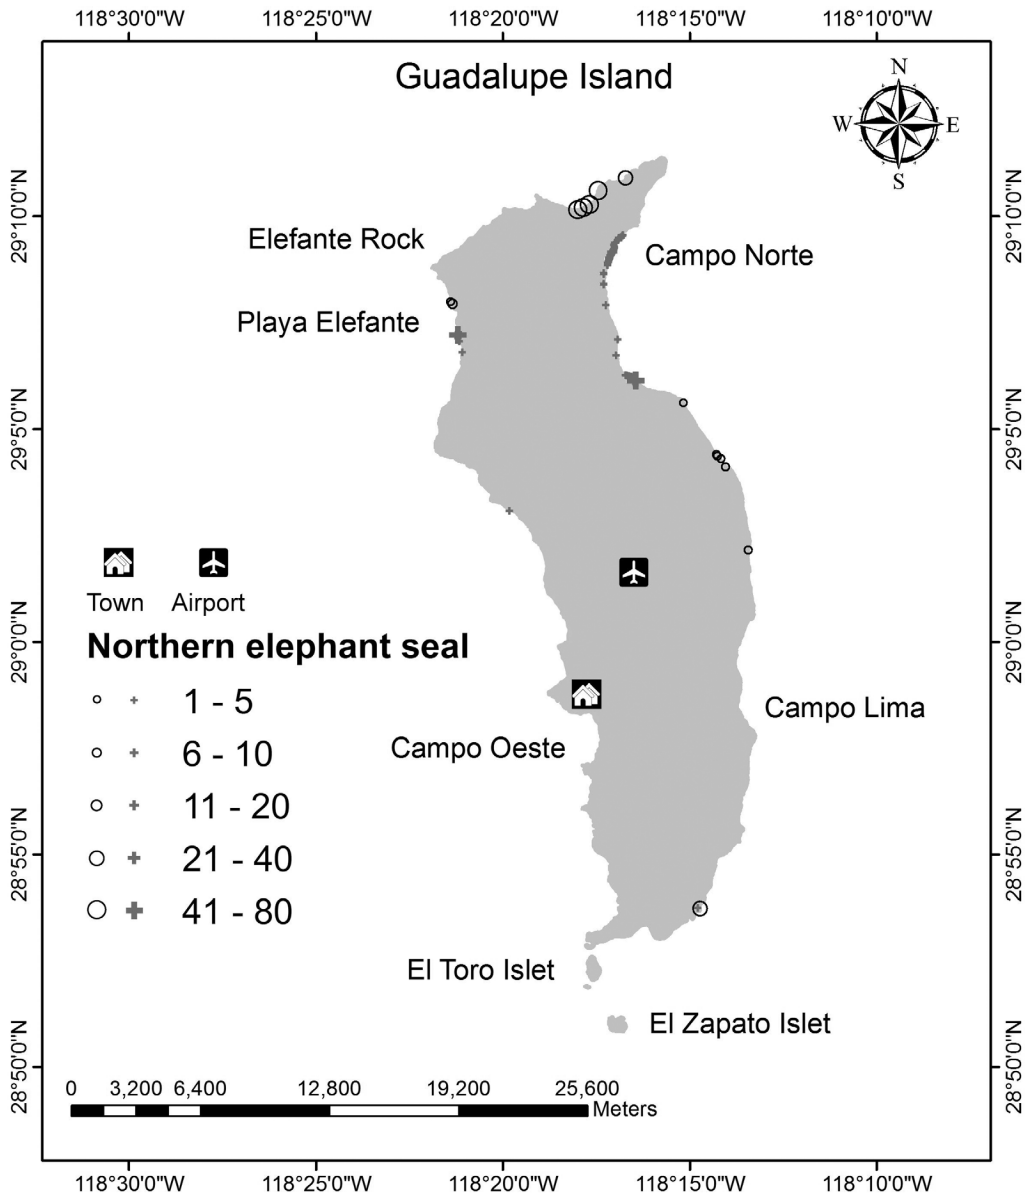 118°30'0"W 118°25'0"W 118°20'0"W 118°15'0"W 118°10'0"W
Guadalupe Island
N
W E
S
29°10'0"N 29°10'0"N
Elefante Rock
Campo Norte
Playa Elefante
29°5'0"N 29°5'0"N
Town Airport
Northern elephant seal
29°0'0"N 29°0'0"N
1 - 5
Campo Lima
Campo Oeste
6 - 10
11 - 20
28°55'0"N 28°55'0"N
21 - 40
41 - 80
El Toro Islet
El Zapato Islet
28°50'0"N 28°50'0"N
0 3,200 6,400 12,800 19,200 25,600
Meters
118°30'0"W 118°25'0"W 118°20'0"W 118°15'0"W 118°10'0"W